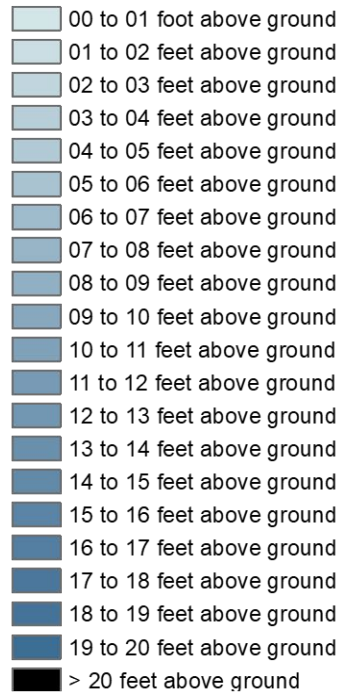 00 to 01 foot above ground
01 to 02 feet above ground
02 to 03 feet above ground
03 to 04 feet above ground
04 to 05 feet above ground
05 to 06 feet above ground
06 to 07 feet above ground
07 to 08 feet above ground
08 to 09 feet above ground
09 to 10 feet above ground
10 to 11 feet above ground
11 to 12 feet above ground
12 to 13 feet above ground
13 to 14 feet above ground
14 to 15 feet above ground
15 to 16 feet above ground
16 to 17 feet above ground
17 to 18 feet above ground
18 to 19 feet above ground
19 to 20 feet above ground
> 20 feet above ground